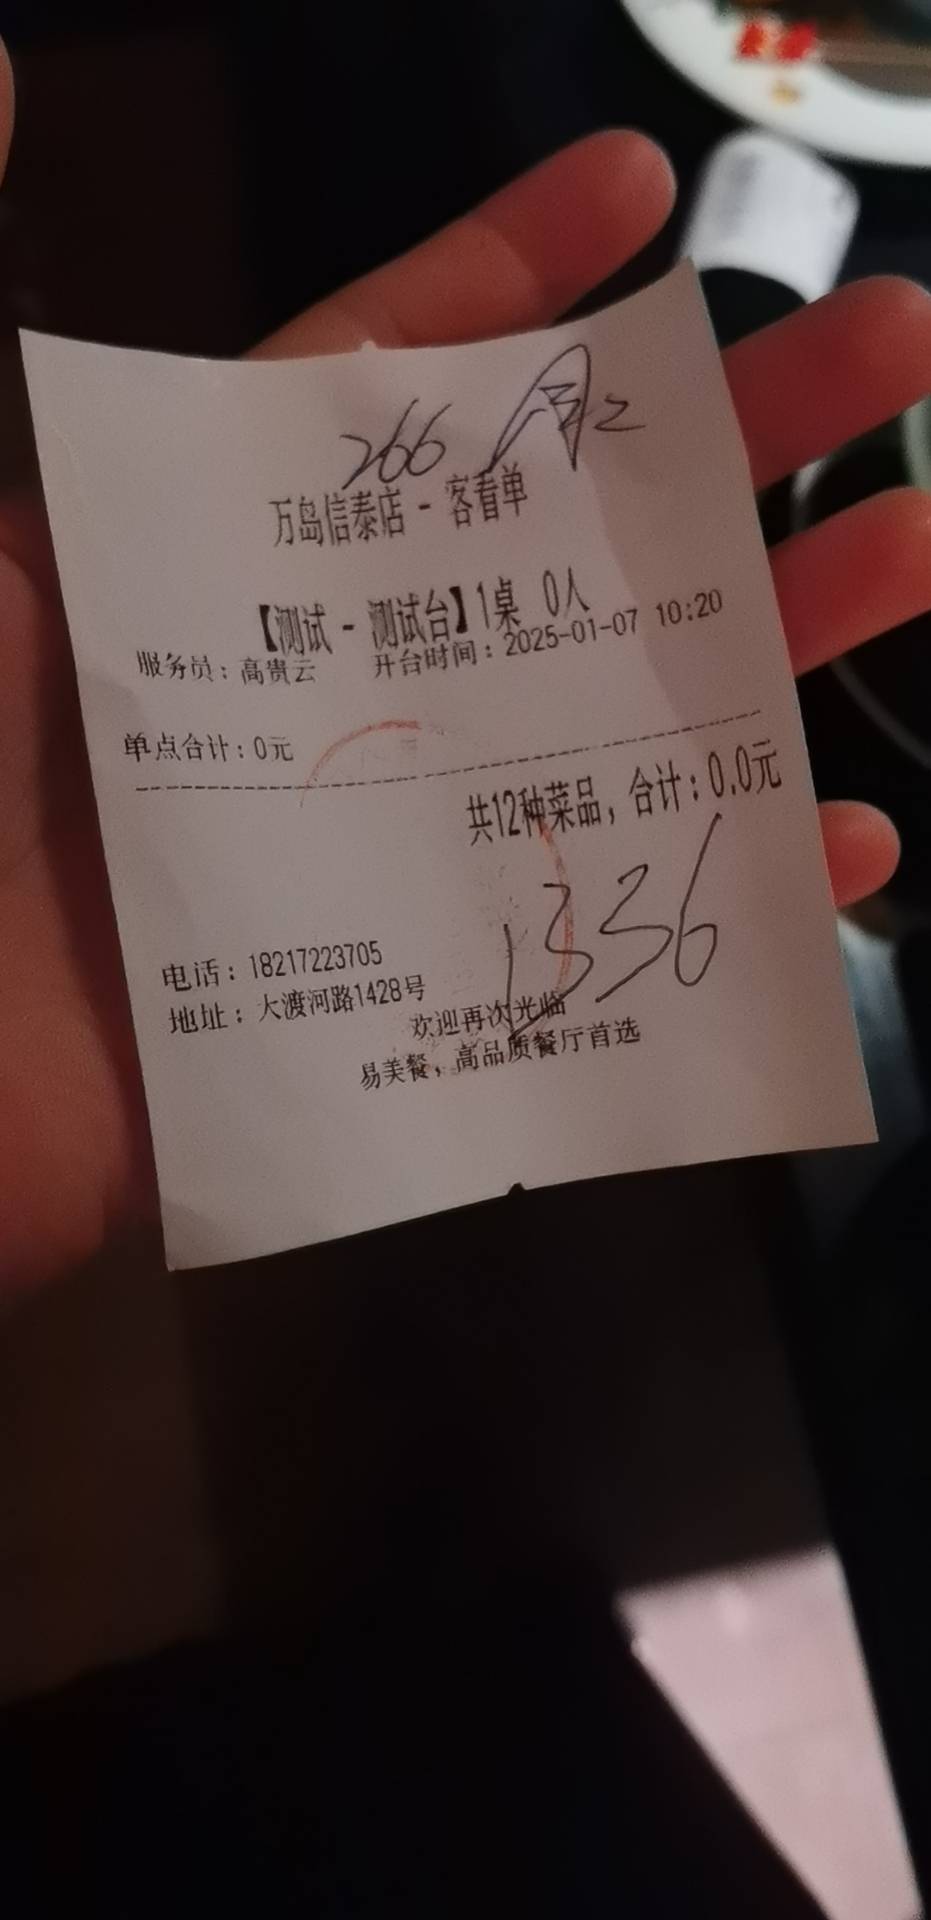 266
万岛信泰店 - 客看单
【测试 - 测试台】1桌 0人
服务员：高贵云 开台时间：2025-01-07 10:20
单点合计：0元
共12种菜品，合计：0.0元
1336
电话：18217223705
地址：大渡河路1428号
欢迎再次光临
易美餐，高品质餐厅首选